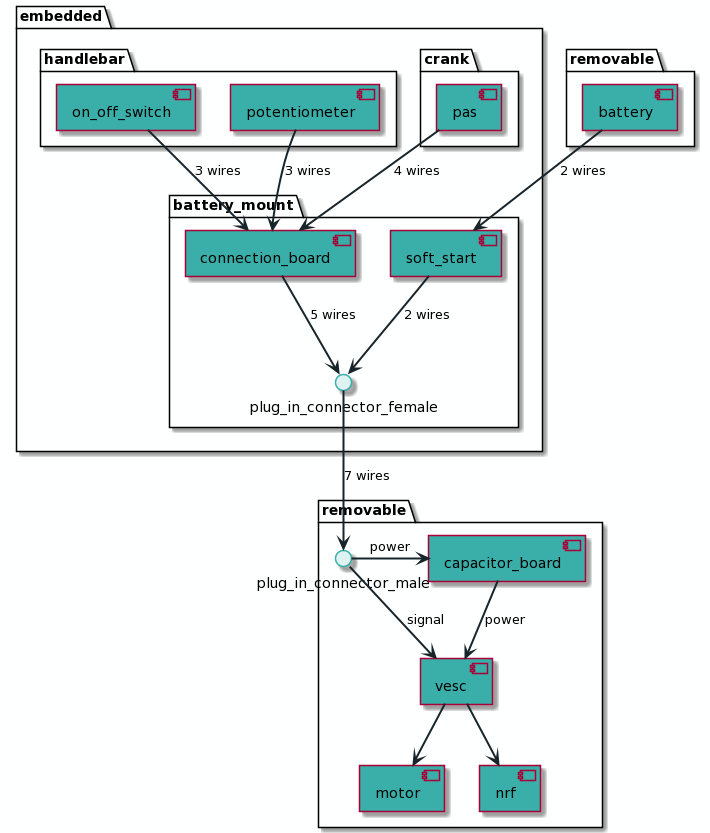 embedded
handlebar
crank
removable
on_off_switch
potentiometer
pas
battery
3 wires
3 wires
4 wires
2 wires
battery_mount
connection_board
soft_start
5 wires
2 wires
plug_in_connector_female
7 wires
removable
power
capacitor_board
plug_in_connector_male
signal
power
vesc
motor
nrf